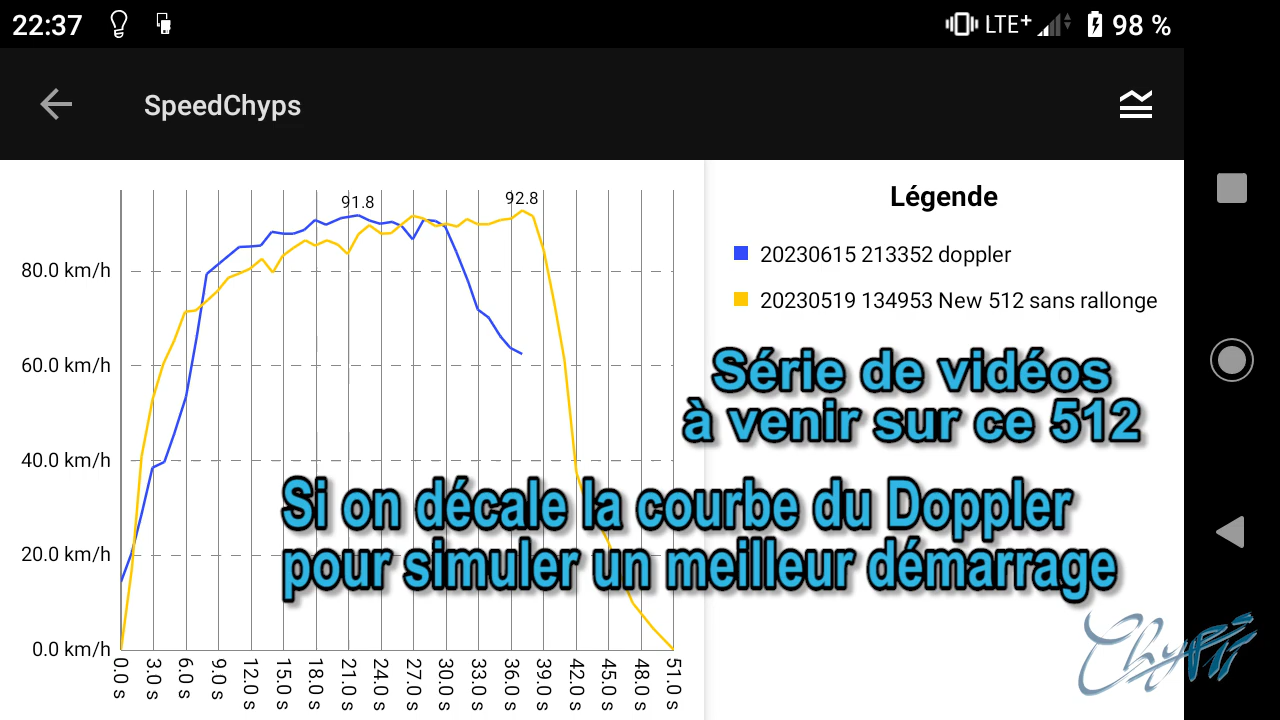 22:37
LTE+
98 %
SpeedChyps
91.8
92.8
80.0 km/h
60.0 km/h
40.0 km/h
20.0 km/h
0.0 km/h
0.0 s
3.0 s
6.0 s
9.0 s
12.0 s
15.0 s
18.0 s
21.0 s
24.0 s
27.0 s
30.0 s
33.0 s
36.0 s
39.0 s
42.0 s
45.0 s
48.0 s
51.0 s
Légende
20230615 213352 doppler
20230519 134953 New 512 sans rallonge
Série de vidéos
à venir sur ce 512
Si on décale la courbe du Doppler
pour simuler un meilleur démarrage